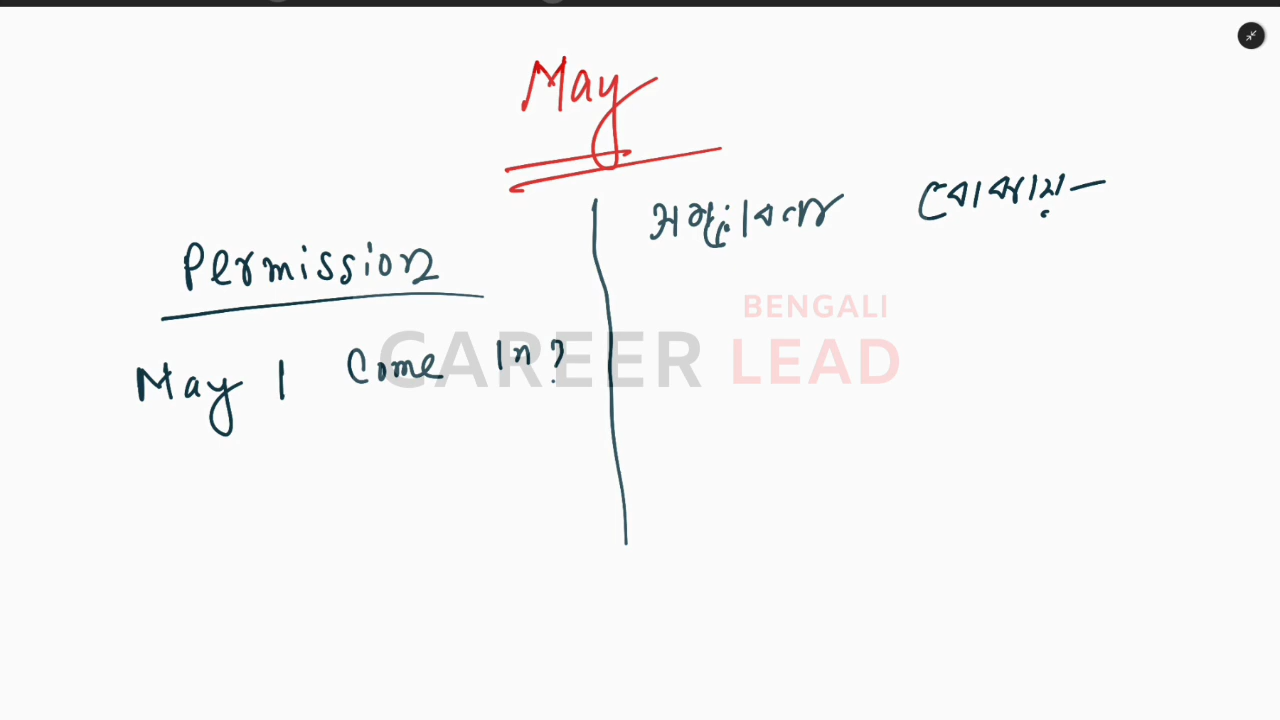 May
Permission
May I Come In?
সম্ভাবনা বোঝায় —
BENGALI
CAREER LEAD